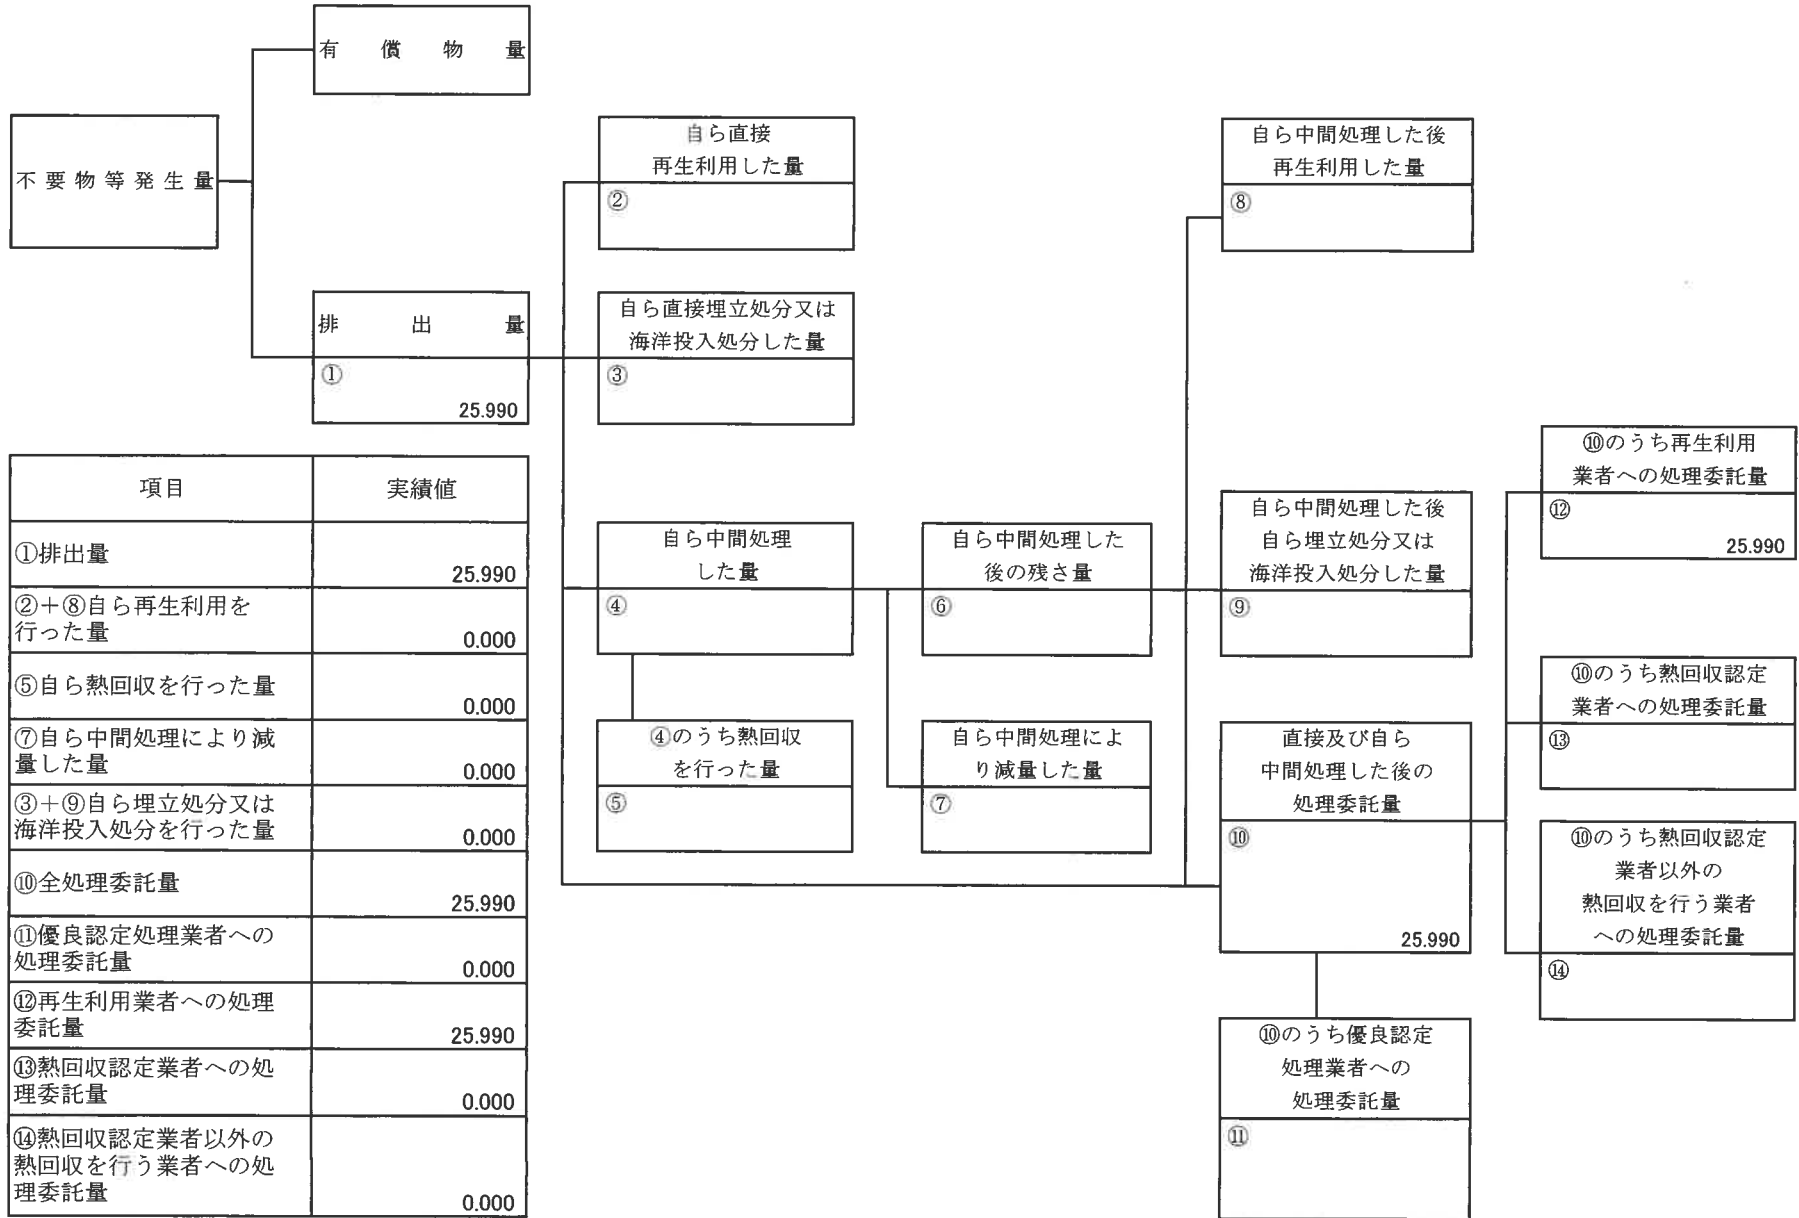 有償物量
不要物等発生量
自ら直接
再生利用した量
②
自ら中間処理した後
再生利用した量
⑧
排出量
①
25.990
自ら直接埋立処分又は
海洋投入処分した量
③
自ら中間処理
した量
④
自ら中間処理した
後の残さ量
⑥
自ら中間処理した後
自ら埋立処分又は
海洋投入処分した量
⑨
⑩のうち再生利用
業者への処理委託量
⑫
25.990
④のうち熱回収
を行った量
⑤
自ら中間処理によ
り減量した量
⑦
直接及び自ら
中間処理した後の
処理委託量
⑩
25.990
⑩のうち熱回収認定
業者への処理委託量
⑬
⑩のうち熱回収認定
業者以外の
熱回収を行う業者
への処理委託量
⑭
⑩のうち優良認定
処理業者への
処理委託量
⑪
項目 実績値
①排出量
25.990
②＋⑧自ら再生利用を
行った量
0.000
⑤自ら熱回収を行った量
0.000
⑦自ら中間処理により減
量した量
0.000
③＋⑨自ら埋立処分又は
海洋投入処分を行った量
0.000
⑩全処理委託量
25.990
⑪優良認定処理業者への
処理委託量
0.000
⑫再生利用業者への処理
委託量
25.990
⑬熱回収認定業者への処
理委託量
0.000
⑭熱回収認定業者以外の
熱回収を行う業者への処
理委託量
0.000